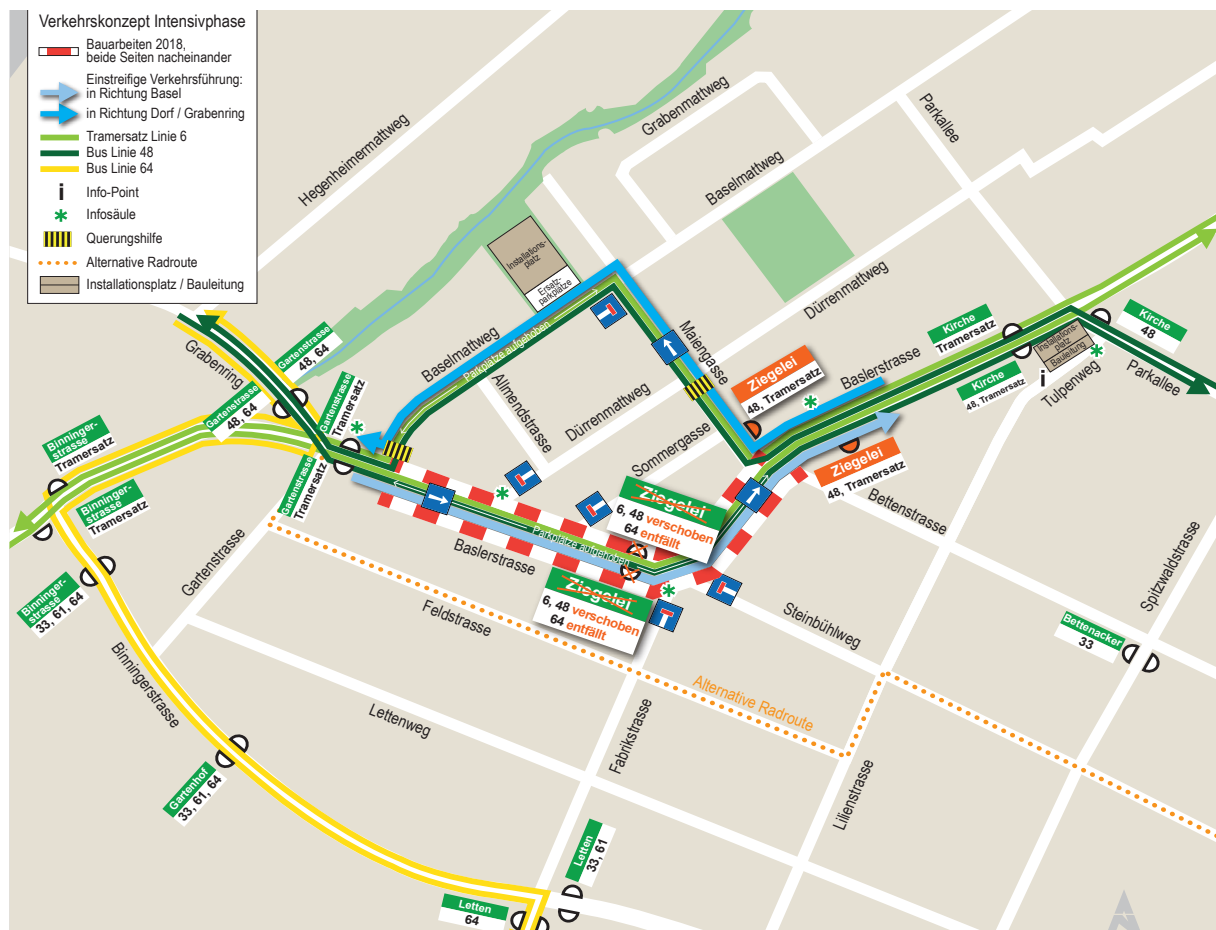 Verkehrskonzept Intensivphase
Bauarbeiten 2018,
beide Seiten nacheinander
Einstreifige Verkehrsführung:
in Richtung Basel
in Richtung Dorf / Grabenring
Tramersatz Linie 6
Bus Linie 48
Bus Linie 64
i Info-Point
Infosäule
Querungshilfe
Alternative Radroute
Installationsplatz / Bauleitung
Hegenheimermattweg
Grabenmattweg
Parkallee
Baselmattweg
Installations-
platz
Ersatz-
parkplätze
Dürrenmattweg
Maiengasse
Baselmattweg
Parkplätze aufgehoben
Allmendstrasse
Dürrenmattweg
Sommergasse
Grabenring
Gartenstrasse
48, 64
Gartenstrasse
48, 64
Gartenstrasse
Tramersatz
Gartenstrasse
Tramersatz
Binninger-
strasse
Tramersatz
Binninger-
strasse
Tramersatz
Binninger-
strasse
33, 61, 64
Ziegelei
48, Tramersatz
Baslerstrasse
Kirche
Tramersatz
Kirche
48, Tramersatz
Kirche
48
Installations-
platz
Bauleitung
i
Tulpenweg
Parkallee
Ziegelei
48, Tramersatz
Bettenstrasse
Ziegelei
6, 48 verschoben
64 entfällt
Parkplätze aufgehoben
Ziegelei
6, 48 verschoben
64 entfällt
Baslerstrasse
Gartenstrasse
Feldstrasse
Steinbühlweg
Spitzwaldstrasse
Bettenacker
33
Alternative Radroute
Binningerstrasse
Lettenweg
Fabrikstrasse
Lilienstrasse
Gartenhof
33, 61, 64
Letten
33, 61
Letten
64